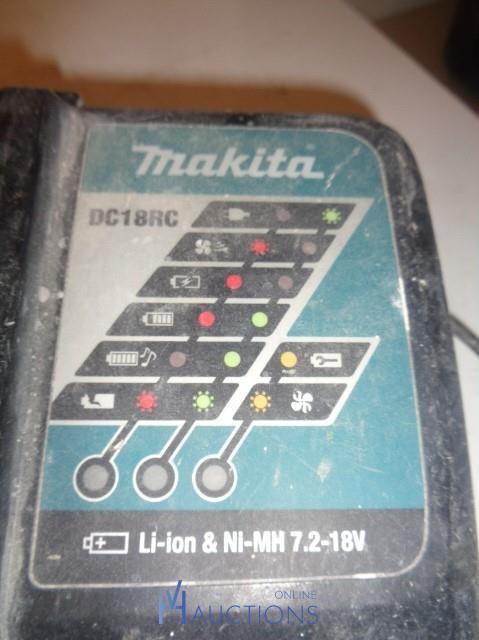 makita
DC18RC
Li-ion & Ni-MH 7.2-18V
ONLINE
AUCTIONS